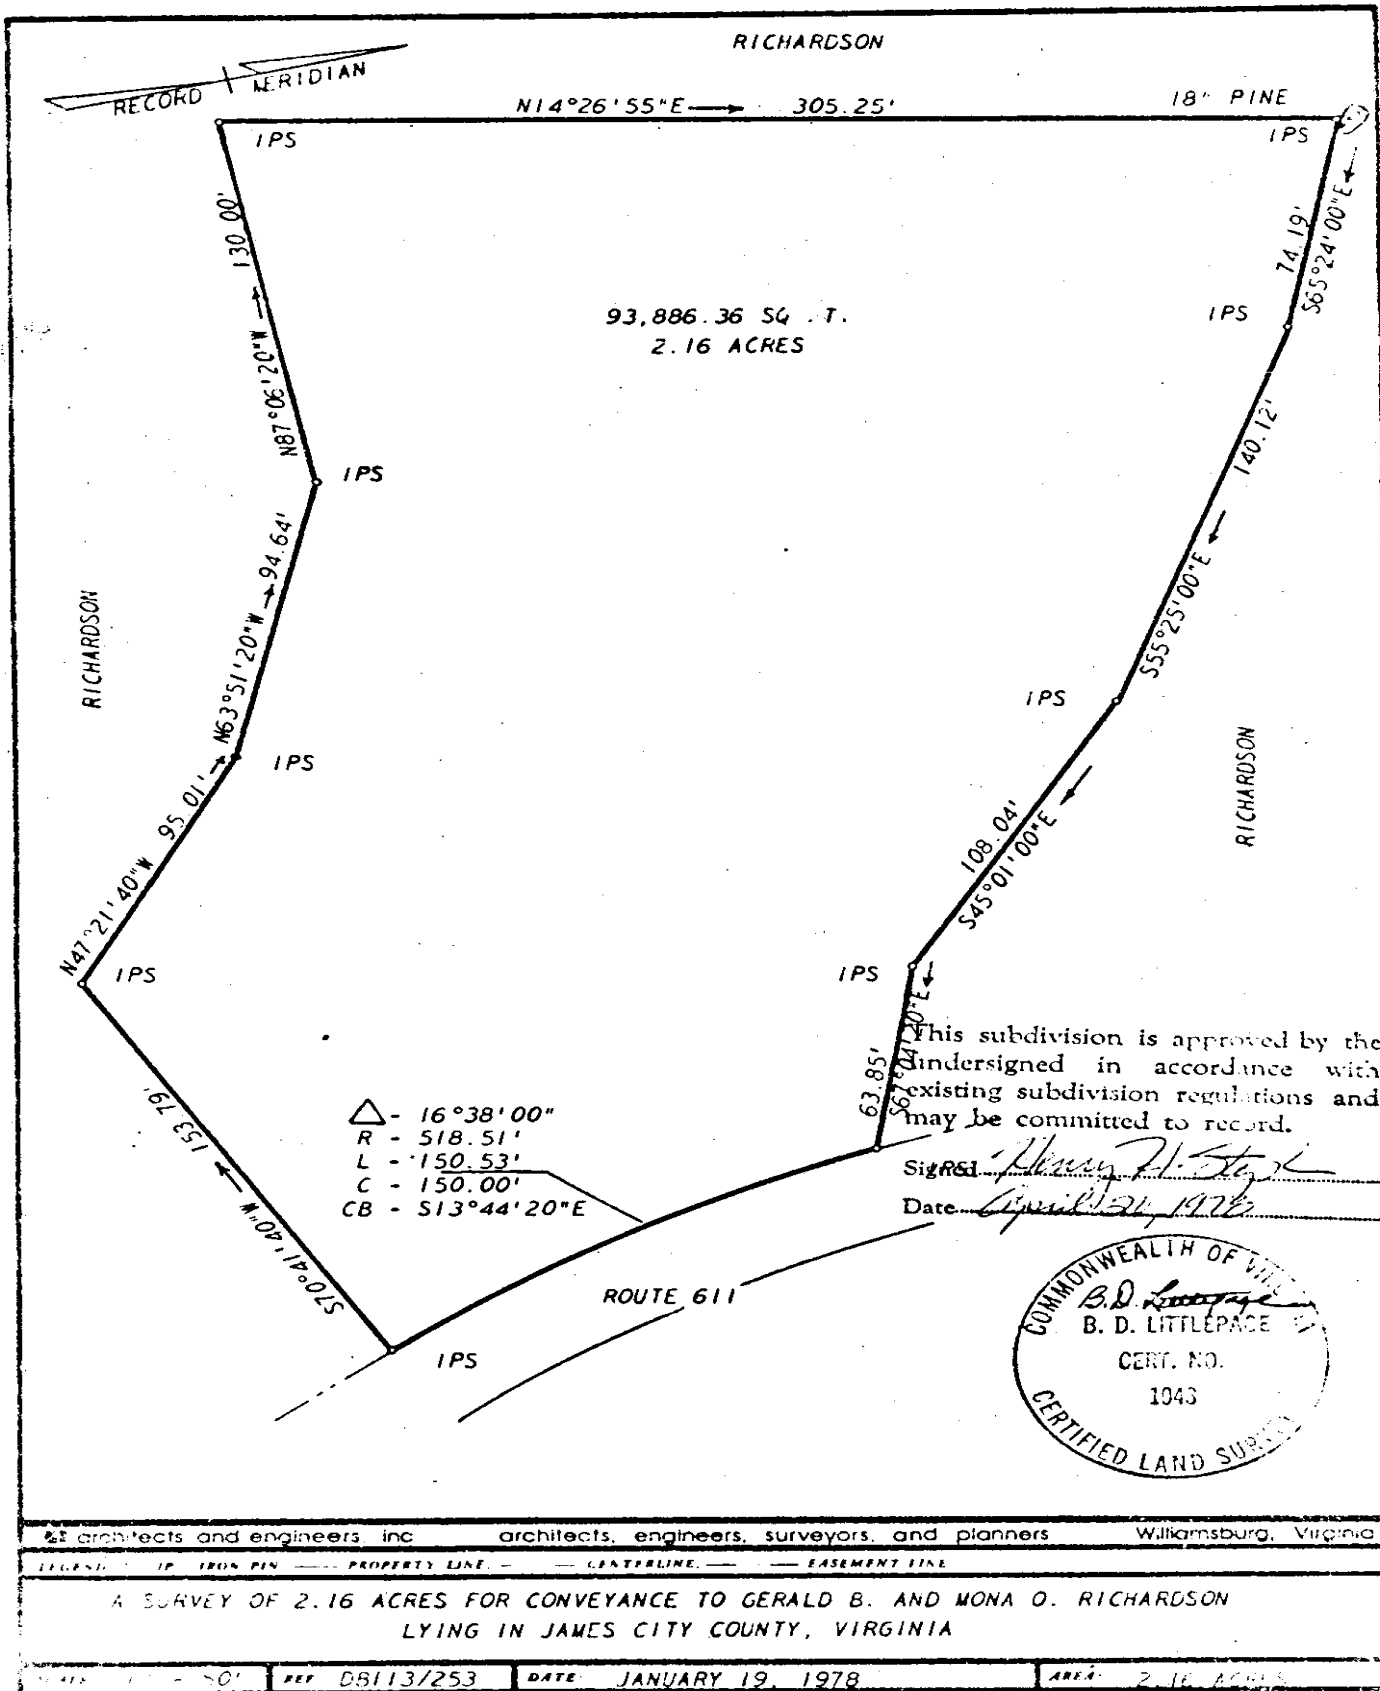 RICHARDSON
RECORD MERIDIAN
N14°26'55"E 305.25'
18" PINE
IPS
IPS
130.00'
N87°06'20"W
74.19'
S65°24'00"E
93,886.36 SQ . T.
2.16 ACRES
IPS
140.12'
S55°25'00"E
IPS
94.64'
N63°51'20"W
RICHARDSON
IPS
RICHARDSON
IPS
95.01'
N47°21'40"W
108.04'
S45°01'00"E
IPS
IPS
63.85'
This subdivision is approved by the
undersigned in accordance with
existing subdivision regulations and
may be committed to record.
153.79'
S70°41'40"W
△ - 16°38'00"
R - 518.51'
L - 150.53'
C - 150.00'
CB - S13°44'20"E
IPS
Signed Henry H.
Date April 1978
ROUTE 611
IPS
COMMONWEALTH OF
B.D. Littlepage
B. D. LITTLEPAGE
CERT. NO.
1043
CERTIFIED LAND
architects and engineers, inc architects, engineers, surveyors, and planners Williamsburg, Virginia
LEGEND: IP IRON PIN PROPERTY LINE, CENTERLINE, EASEMENT LINE
A SURVEY OF 2.16 ACRES FOR CONVEYANCE TO GERALD B. AND MONA O. RICHARDSON
LYING IN JAMES CITY COUNTY, VIRGINIA
REF DB113/253 DATE: JANUARY 19, 1978 AREA: 2.16 ACRES